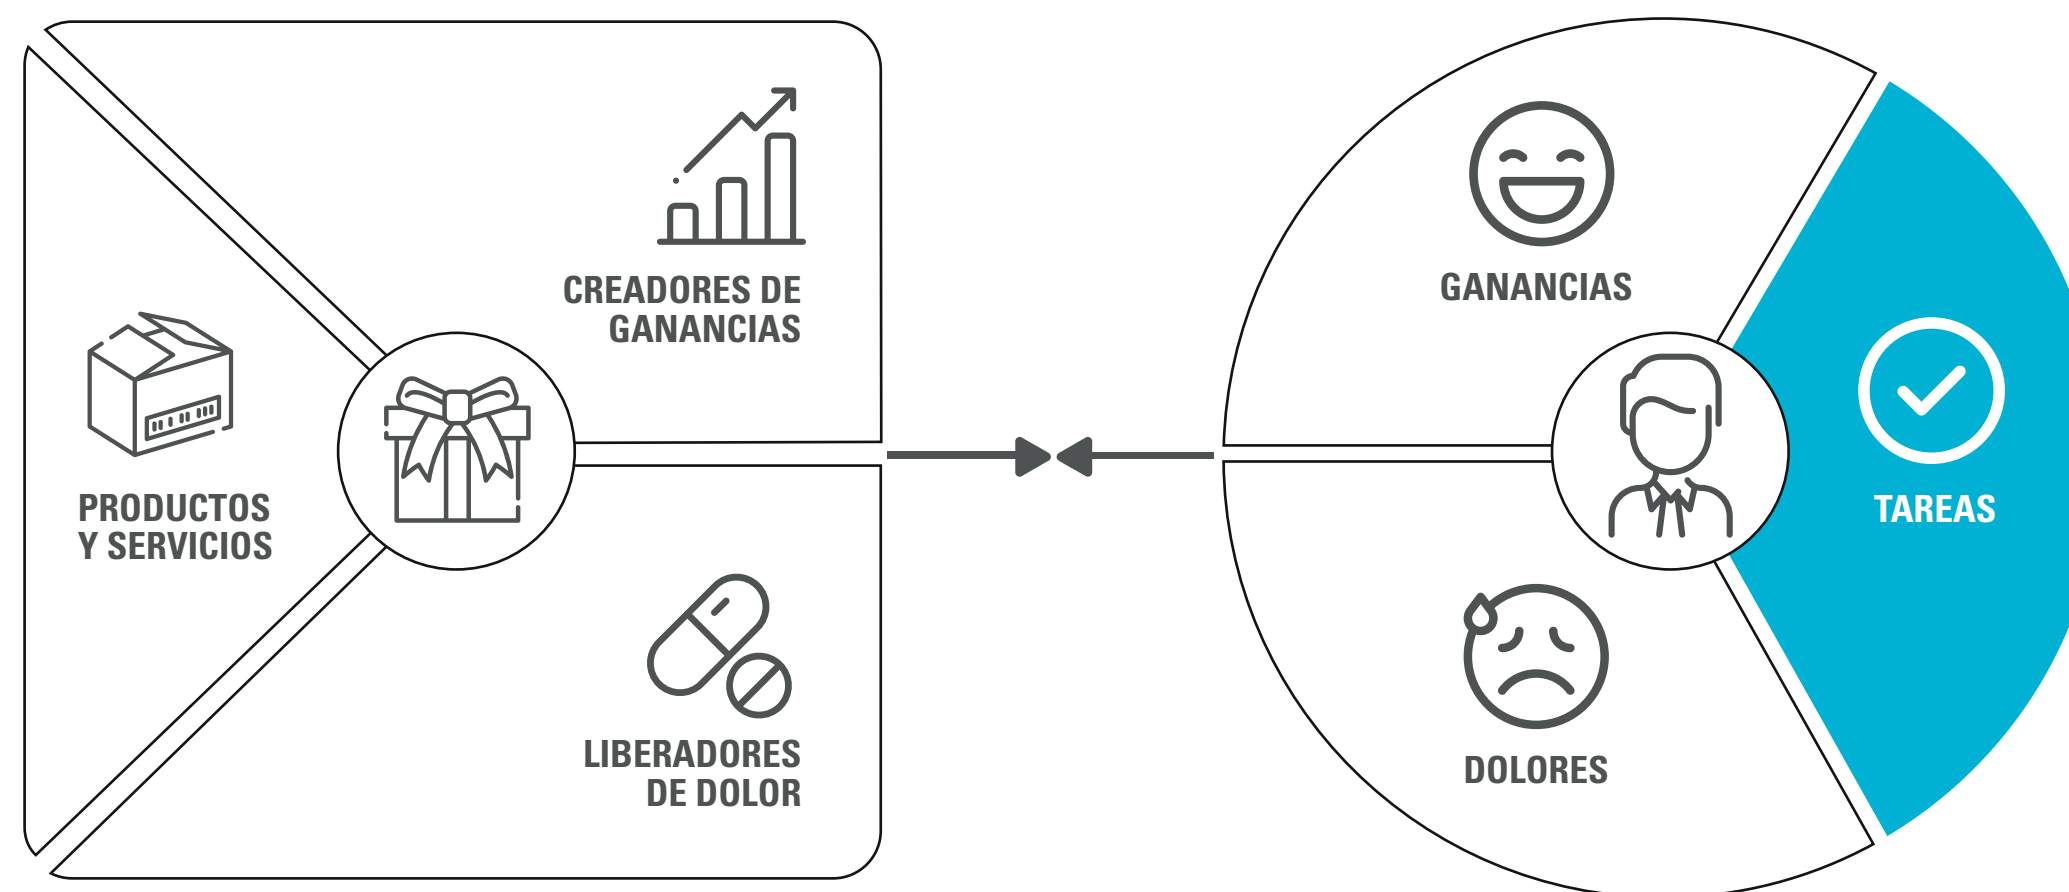 CREADORES DE
GANANCIAS
PRODUCTOS
Y SERVICIOS
LIBERADORES
DE DOLOR
GANANCIAS
TAREAS
DOLORES